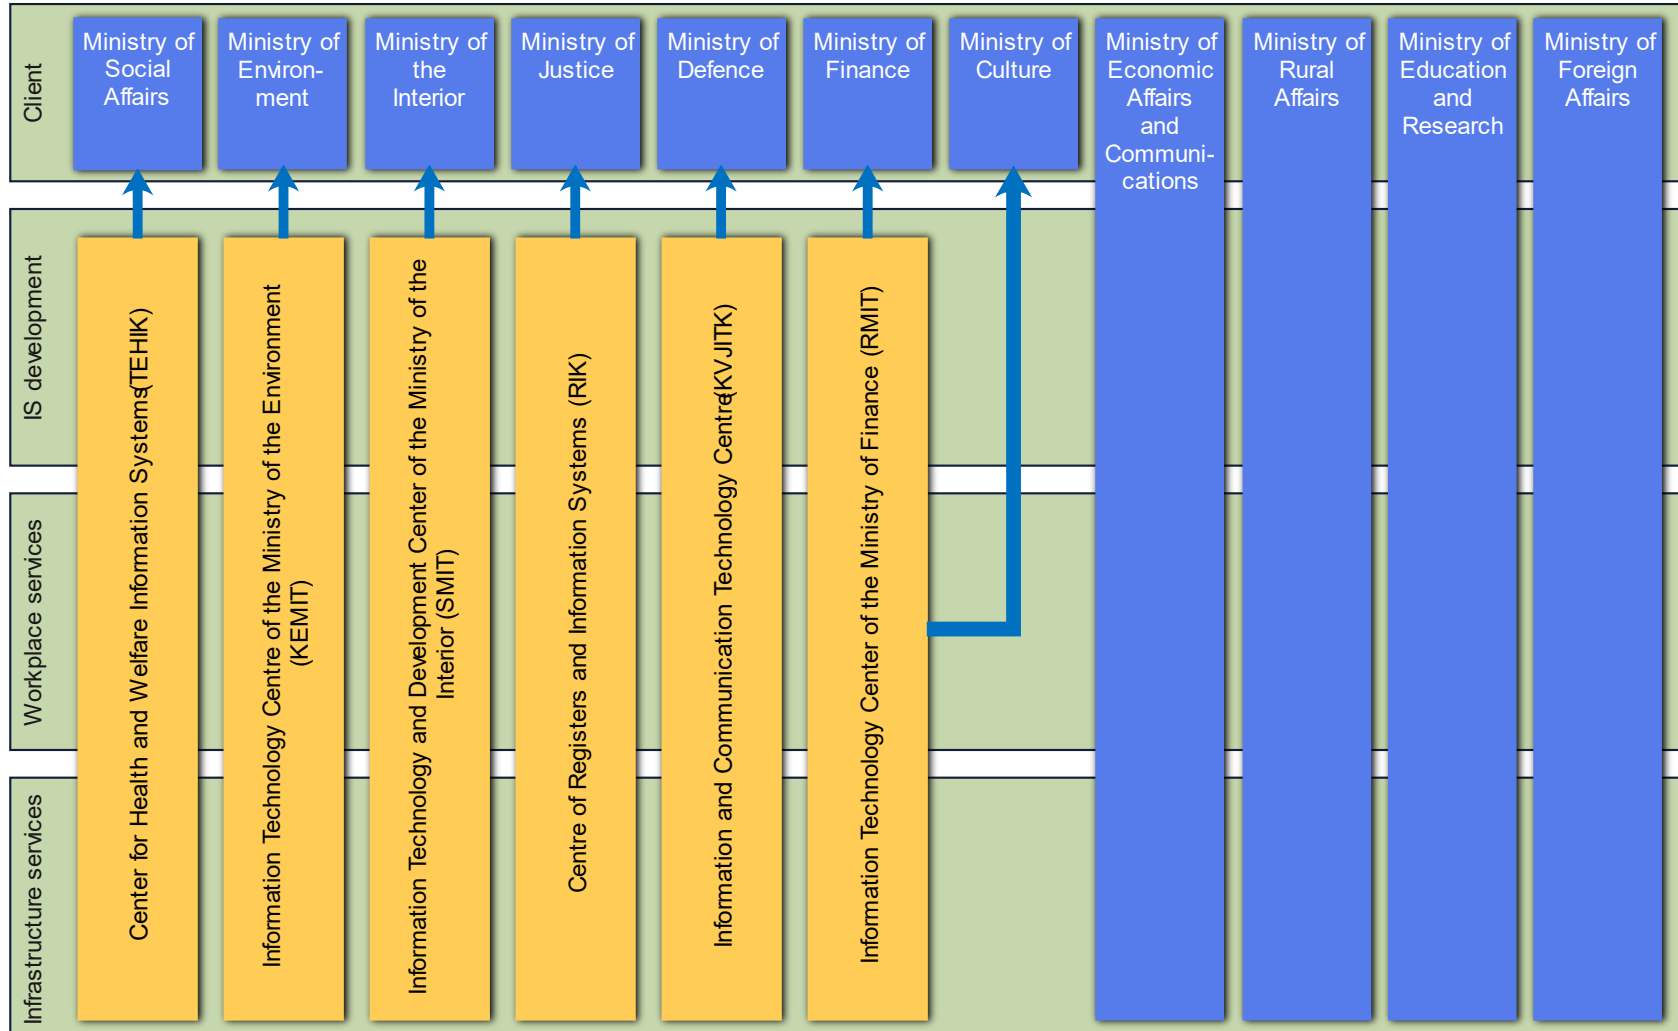 Client
Ministry of
Social
Affairs
Ministry of
Environ-
ment
Ministry of
the
Interior
Ministry of
Justice
Ministry of
Defence
Ministry of
Finance
Ministry of
Culture
Ministry of
Economic
Affairs
and
Communi-
cations
Ministry of
Rural
Affairs
Ministry of
Education
and
Research
Ministry of
Foreign
Affairs
IS development
Workplace services
Infrastructure services
Center for Health and Welfare Information Systems(TEHIK)
Information Technology Centre of the Ministry of the Environment
(KEMIT)
Information Technology and Development Center of the Ministry of the
Interior (SMIT)
Centre of Registers and Information Systems (RIK)
Information and Communication Technology Centre(KVJITK)
Information Technology Center of the Ministry of Finance (RMIT)